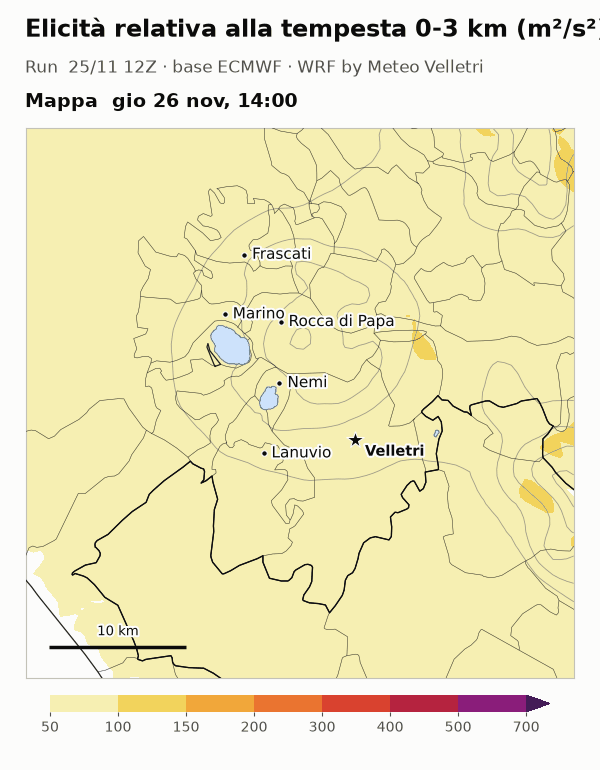 Elicità relativa alla tempesta 0-3 km (m²/s²)
Run  25/11 12Z · base ECMWF · WRF by Meteo Velletri
Mappa  gio 26 nov, 14:00
Frascati
Marino
Rocca di Papa
Nemi
Velletri
Lanuvio
10 km
50 100 150 200 300 400 500 700